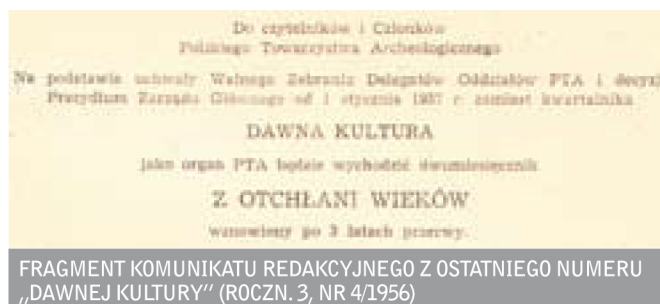 Do czytelników i Członków
Polskiego Towarzystwa Archeologicznego
Na podstawie uchwały Walnego Zebrania Delegatów Oddziałów PTA i decyzji
Prezydium Zarządu Głównego od 1 stycznia 1957 r. zamiast kwartalnika
DAWNA KULTURA
jako organ PTA będzie wychodzić dwumiesięcznik
Z OTCHŁANI WIEKÓW
wznowiony po 3 latach przerwy.
FRAGMENT KOMUNIKATU REDAKCYJNEGO Z OSTATNIEGO NUMERU
,,DAWNEJ KULTURY'' (ROCZN. 3, NR 4/1956)